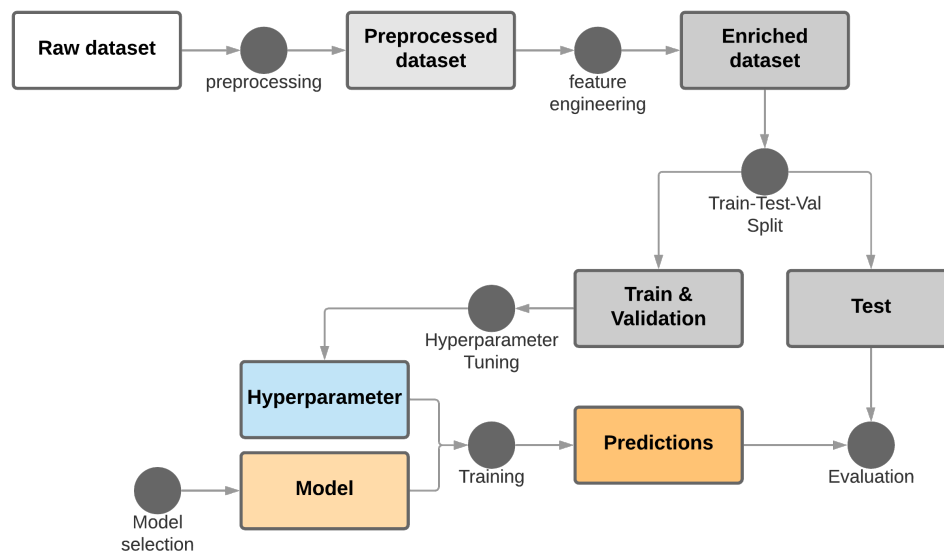 Raw dataset
preprocessing
Preprocessed
dataset
feature
engineering
Enriched
dataset
Train-Test-Val
Split
Train &
Validation
Test
Hyperparameter
Tuning
Hyperparameter
Model
Model
selection
Training
Predictions
Evaluation